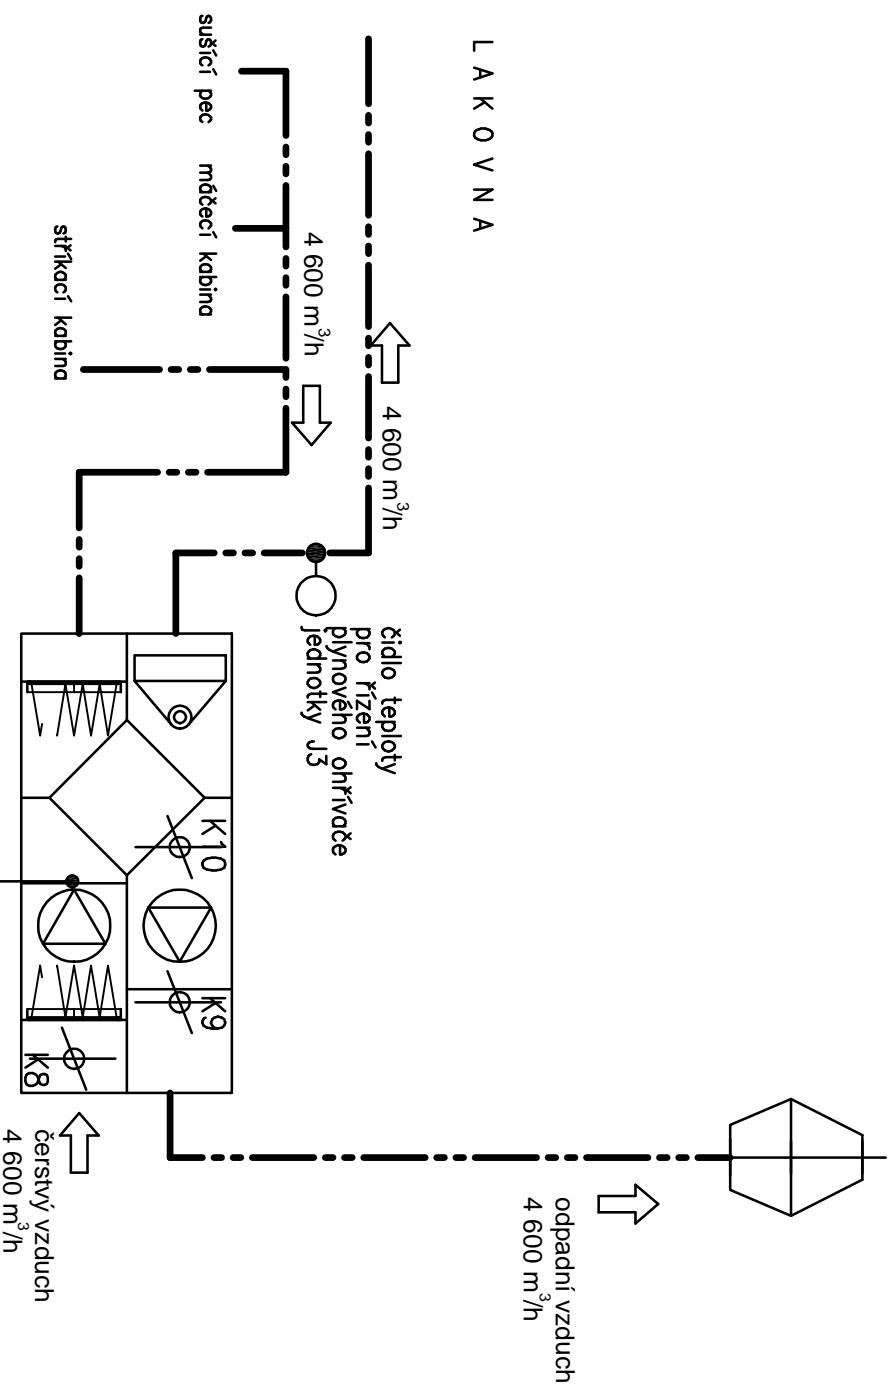 L A K O V N A
4 600 m³/h
4 600 m³/h
sušící pec
máčecí kabina
stříkací kabina
čidlo teploty
pro řízení
plynového ohřívače
jednotky J3
K10
K9
K8
odpadní vzduch
4 600 m³/h
čerstvý vzduch
4 600 m³/h